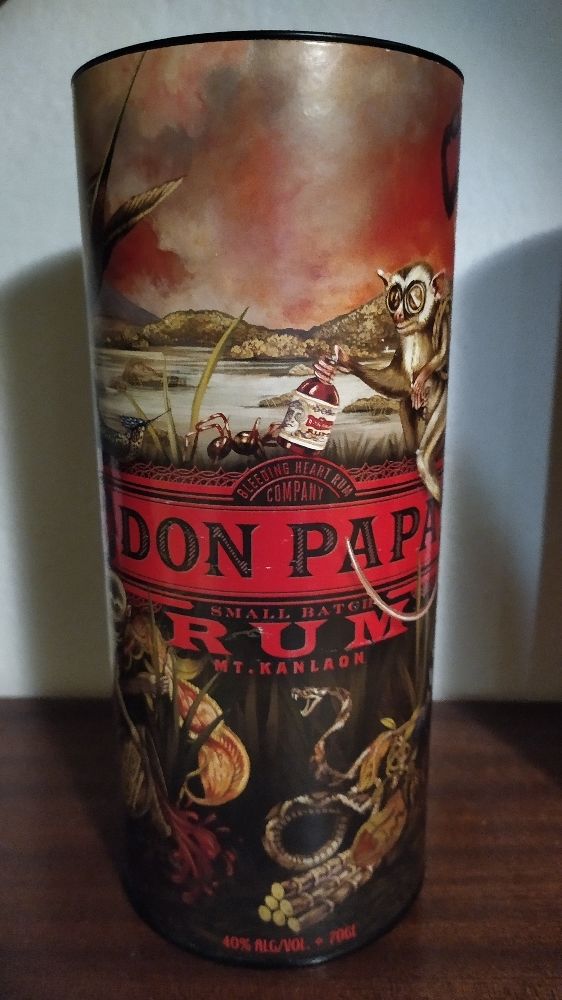 BLEEDING HEART RUM
COMPANY
DON PAPA
SMALL BATCH
RUM
MT. KANLAON
40% ALC/VOL. + 70CL